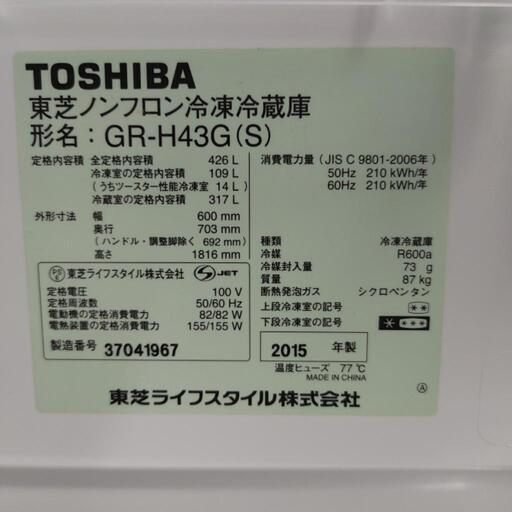 TOSHIBA
東芝ノンフロン冷凍冷蔵庫
形名：GR-H43G(S)
定格内容積 全定格内容積 426 L
冷凍室の定格内容積 109 L
(うちツースター性能冷凍室 14 L)
冷蔵室の定格内容積 317 L
外形寸法 幅 600 mm
奥行 703 mm
(ハンドル・調整脚除く 692 mm)
高さ 1816 mm
消費電力量 (JIS C 9801-2006年)
50Hz 210 kWh/年
60Hz 210 kWh/年
種類 冷凍冷蔵庫
冷媒 R600a
冷媒封入量 73 g
質量 87 kg
断熱発泡ガス シクロペンタン
上段冷凍室の記号
下段冷凍室の記号
PSE 東芝ライフスタイル株式会社 S JET
定格電圧 100 V
定格周波数 50/60 Hz
電動機の定格消費電力 82/82 W
電熱装置の定格消費電力 155/155 W
製造番号 37041967
2015 年製
温度ヒューズ 77℃
MADE IN CHINA
Ⓐ
東芝ライフスタイル株式会社